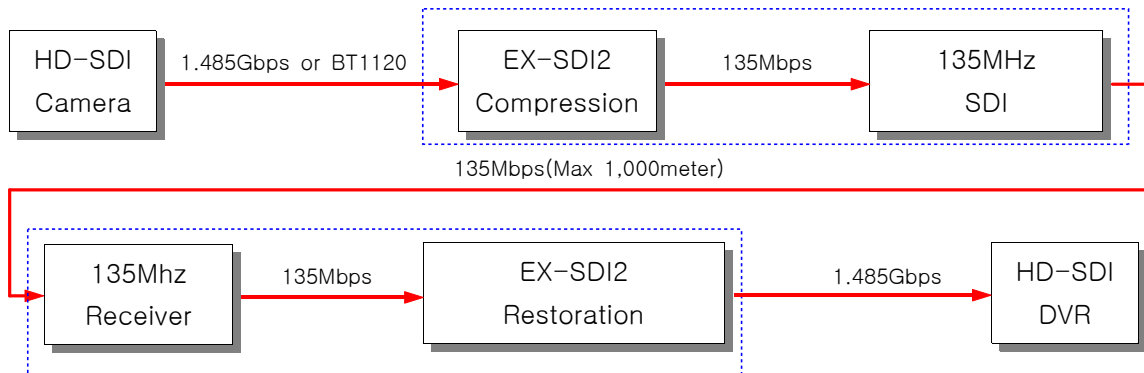 HD-SDI
Camera
1.485Gbps or BT1120
EX-SDI2
Compression
135Mbps
135MHz
SDI
135Mbps(Max 1,000meter)
135Mhz
Receiver
135Mbps
EX-SDI2
Restoration
1.485Gbps
HD-SDI
DVR